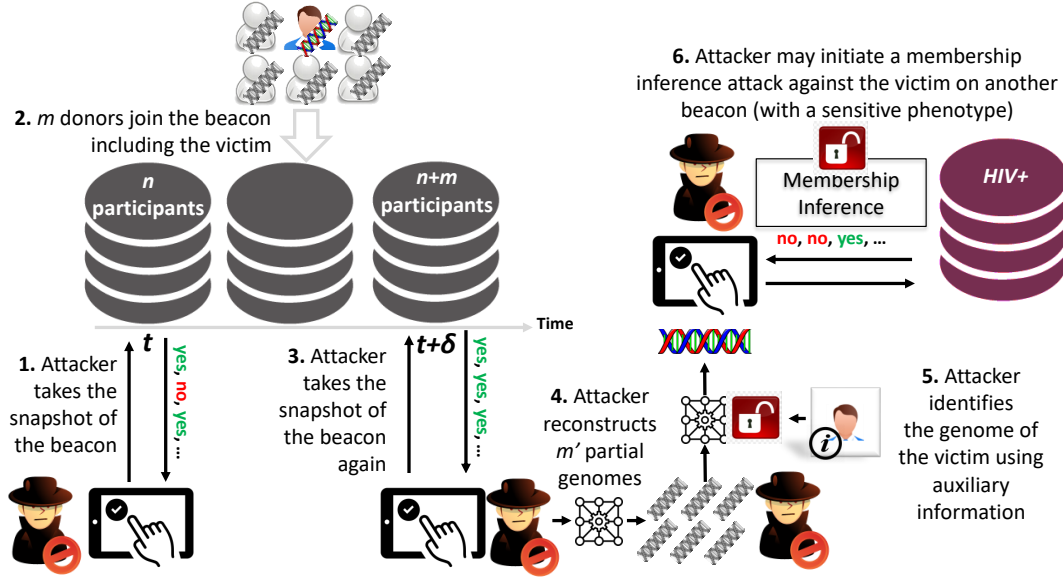 2. m donors join the beacon
including the victim
n
participants
n+m
participants
Time
t
t+δ
1. Attacker
takes the
snapshot of
the beacon
yes, no, yes, ...
3. Attacker
takes the
snapshot of
the beacon
again
yes, yes, yes, ...
4. Attacker
reconstructs
m’ partial
genomes
5. Attacker
identifies
the genome of
the victim using
auxiliary
information
i
6. Attacker may initiate a membership
inference attack against the victim on another
beacon (with a sensitive phenotype)
Membership
Inference
HIV+
no, no, yes, ...